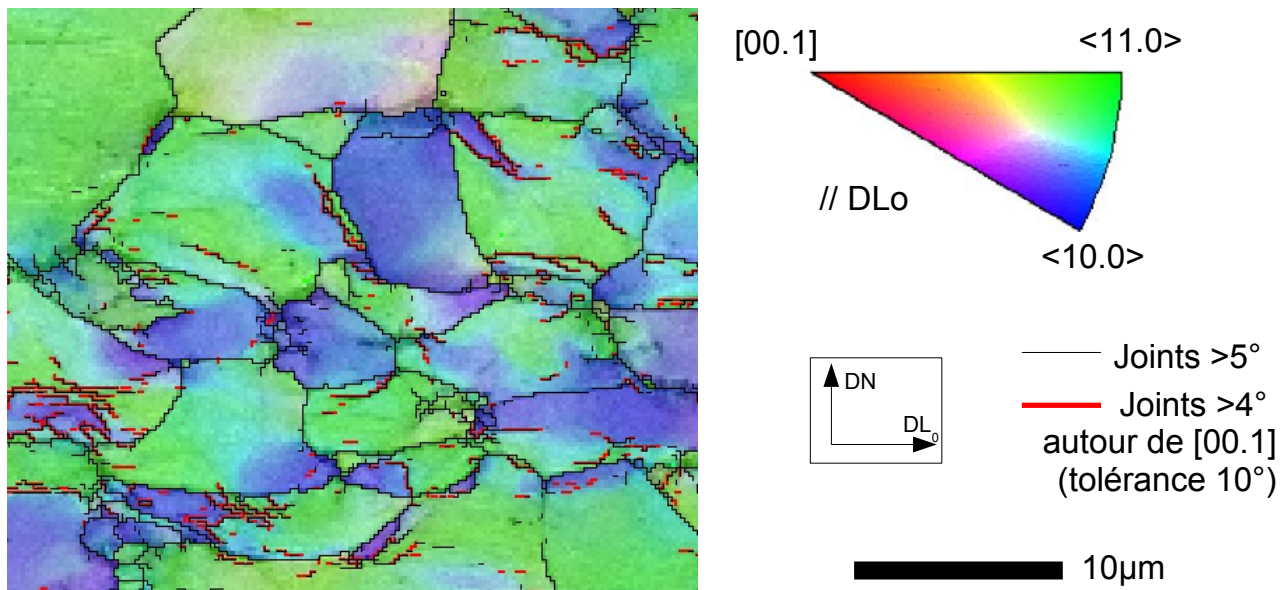 [00.1]
<11.0>
// DLo
<10.0>
Joints >5°
DN
Joints >4°
DL₀
autour de [00.1]
(tolérance 10°)
10µm